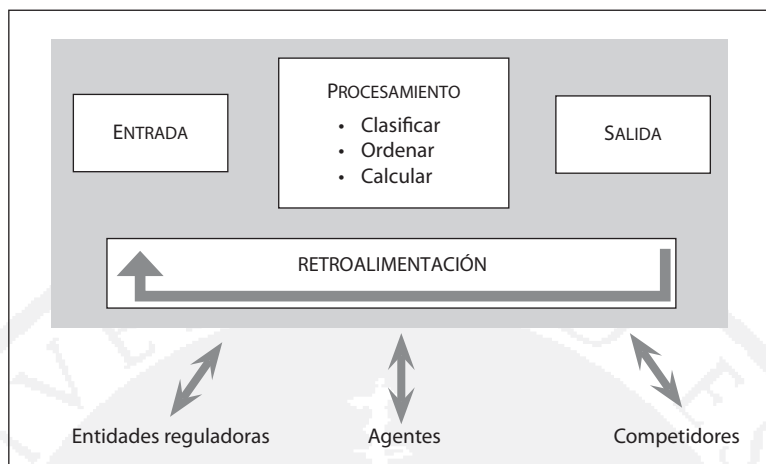 PROCESAMIENTO
ENTRADA
• Clasificar
• Ordenar
• Calcular
SALIDA
RETROALIMENTACIÓN
Entidades reguladoras
Agentes
Competidores